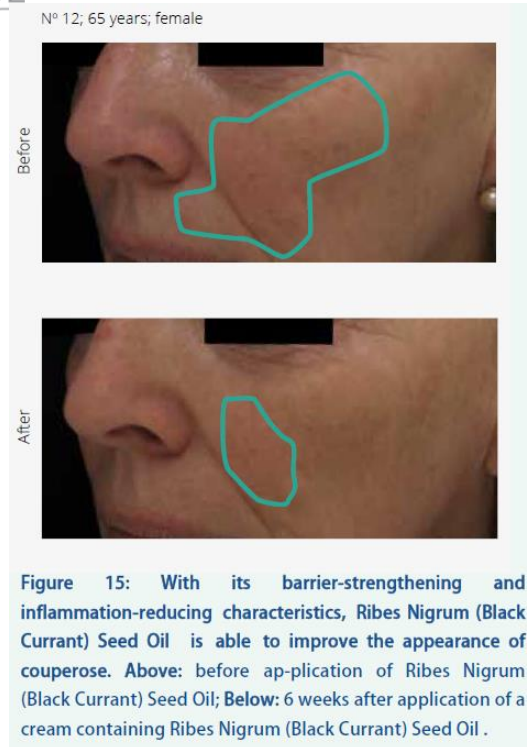 Nº 12; 65 years; female
Before
After
Figure 15: With its barrier-strengthening and
inflammation-reducing characteristics, Ribes Nigrum (Black
Currant) Seed Oil is able to improve the appearance of
couperose. Above: before ap-plication of Ribes Nigrum
(Black Currant) Seed Oil; Below: 6 weeks after application of a
cream containing Ribes Nigrum (Black Currant) Seed Oil .